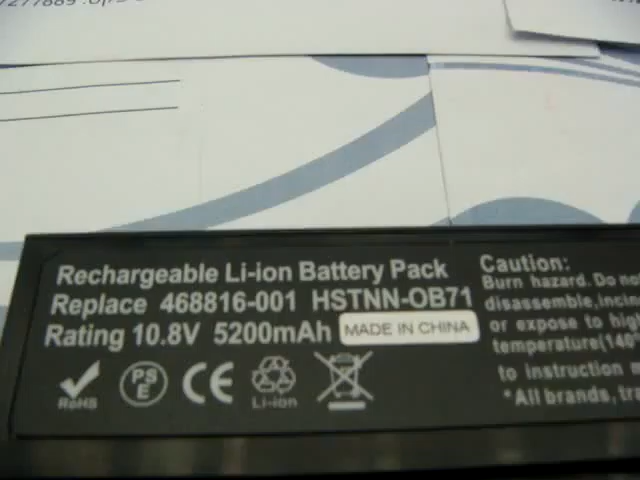 Rechargeable Li-ion Battery Pack
Replace 468816-001 HSTNN-OB71
Rating 10.8V 5200mAh MADE IN CHINA
RoHS PS E CE Li-ion
Caution:
Burn hazard. Do no
disassemble,incin
or expose to high
temperature(140°
to instruction m
*All brands, tra